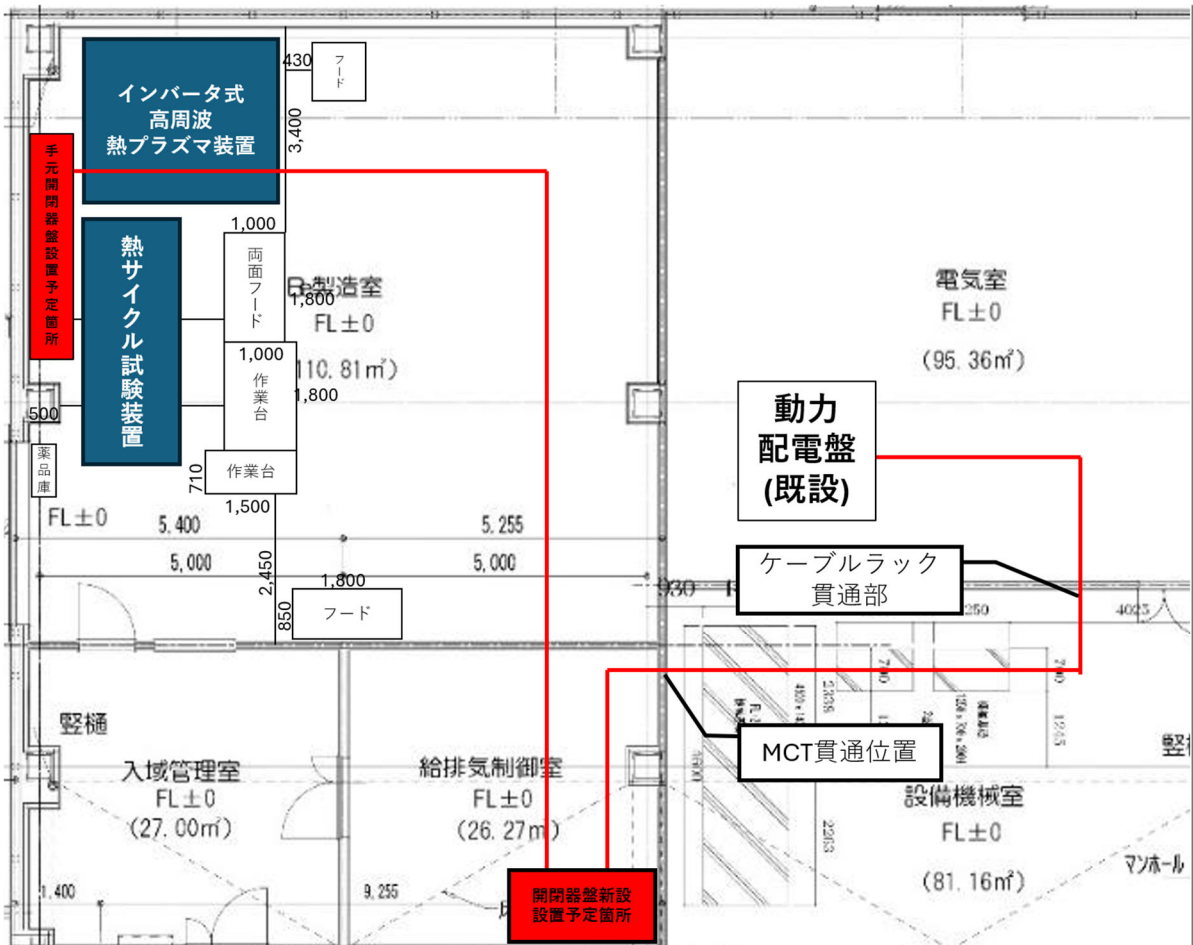 インバータ式
高周波
熱プラズマ装置
430
フード
3,400
手元開閉器盤設置予定箇所
熱サイクル試験装置
1,000
両面フード
1,800
Re製造室
FL±0
110.81㎡)
1,000
作業台
1,800
500
薬品庫
710
作業台
1,500
FL±0
5,400
5,255
5,000
5,000
2,450
1,800
850
フード
電気室
FL±0
(95.36㎡)
動力
配電盤
(既設)
ケーブルラック
貫通部
930
250
4025
700
700
1245
2338
2263
MCT貫通位置
竪樋
入域管理室
FL±0
(27.00㎡)
給排気制御室
FL±0
(26.27㎡)
設備機械室
FL±0
(81.16㎡)
マンホール
1,400
9,255
開閉器盤新設
設置予定箇所